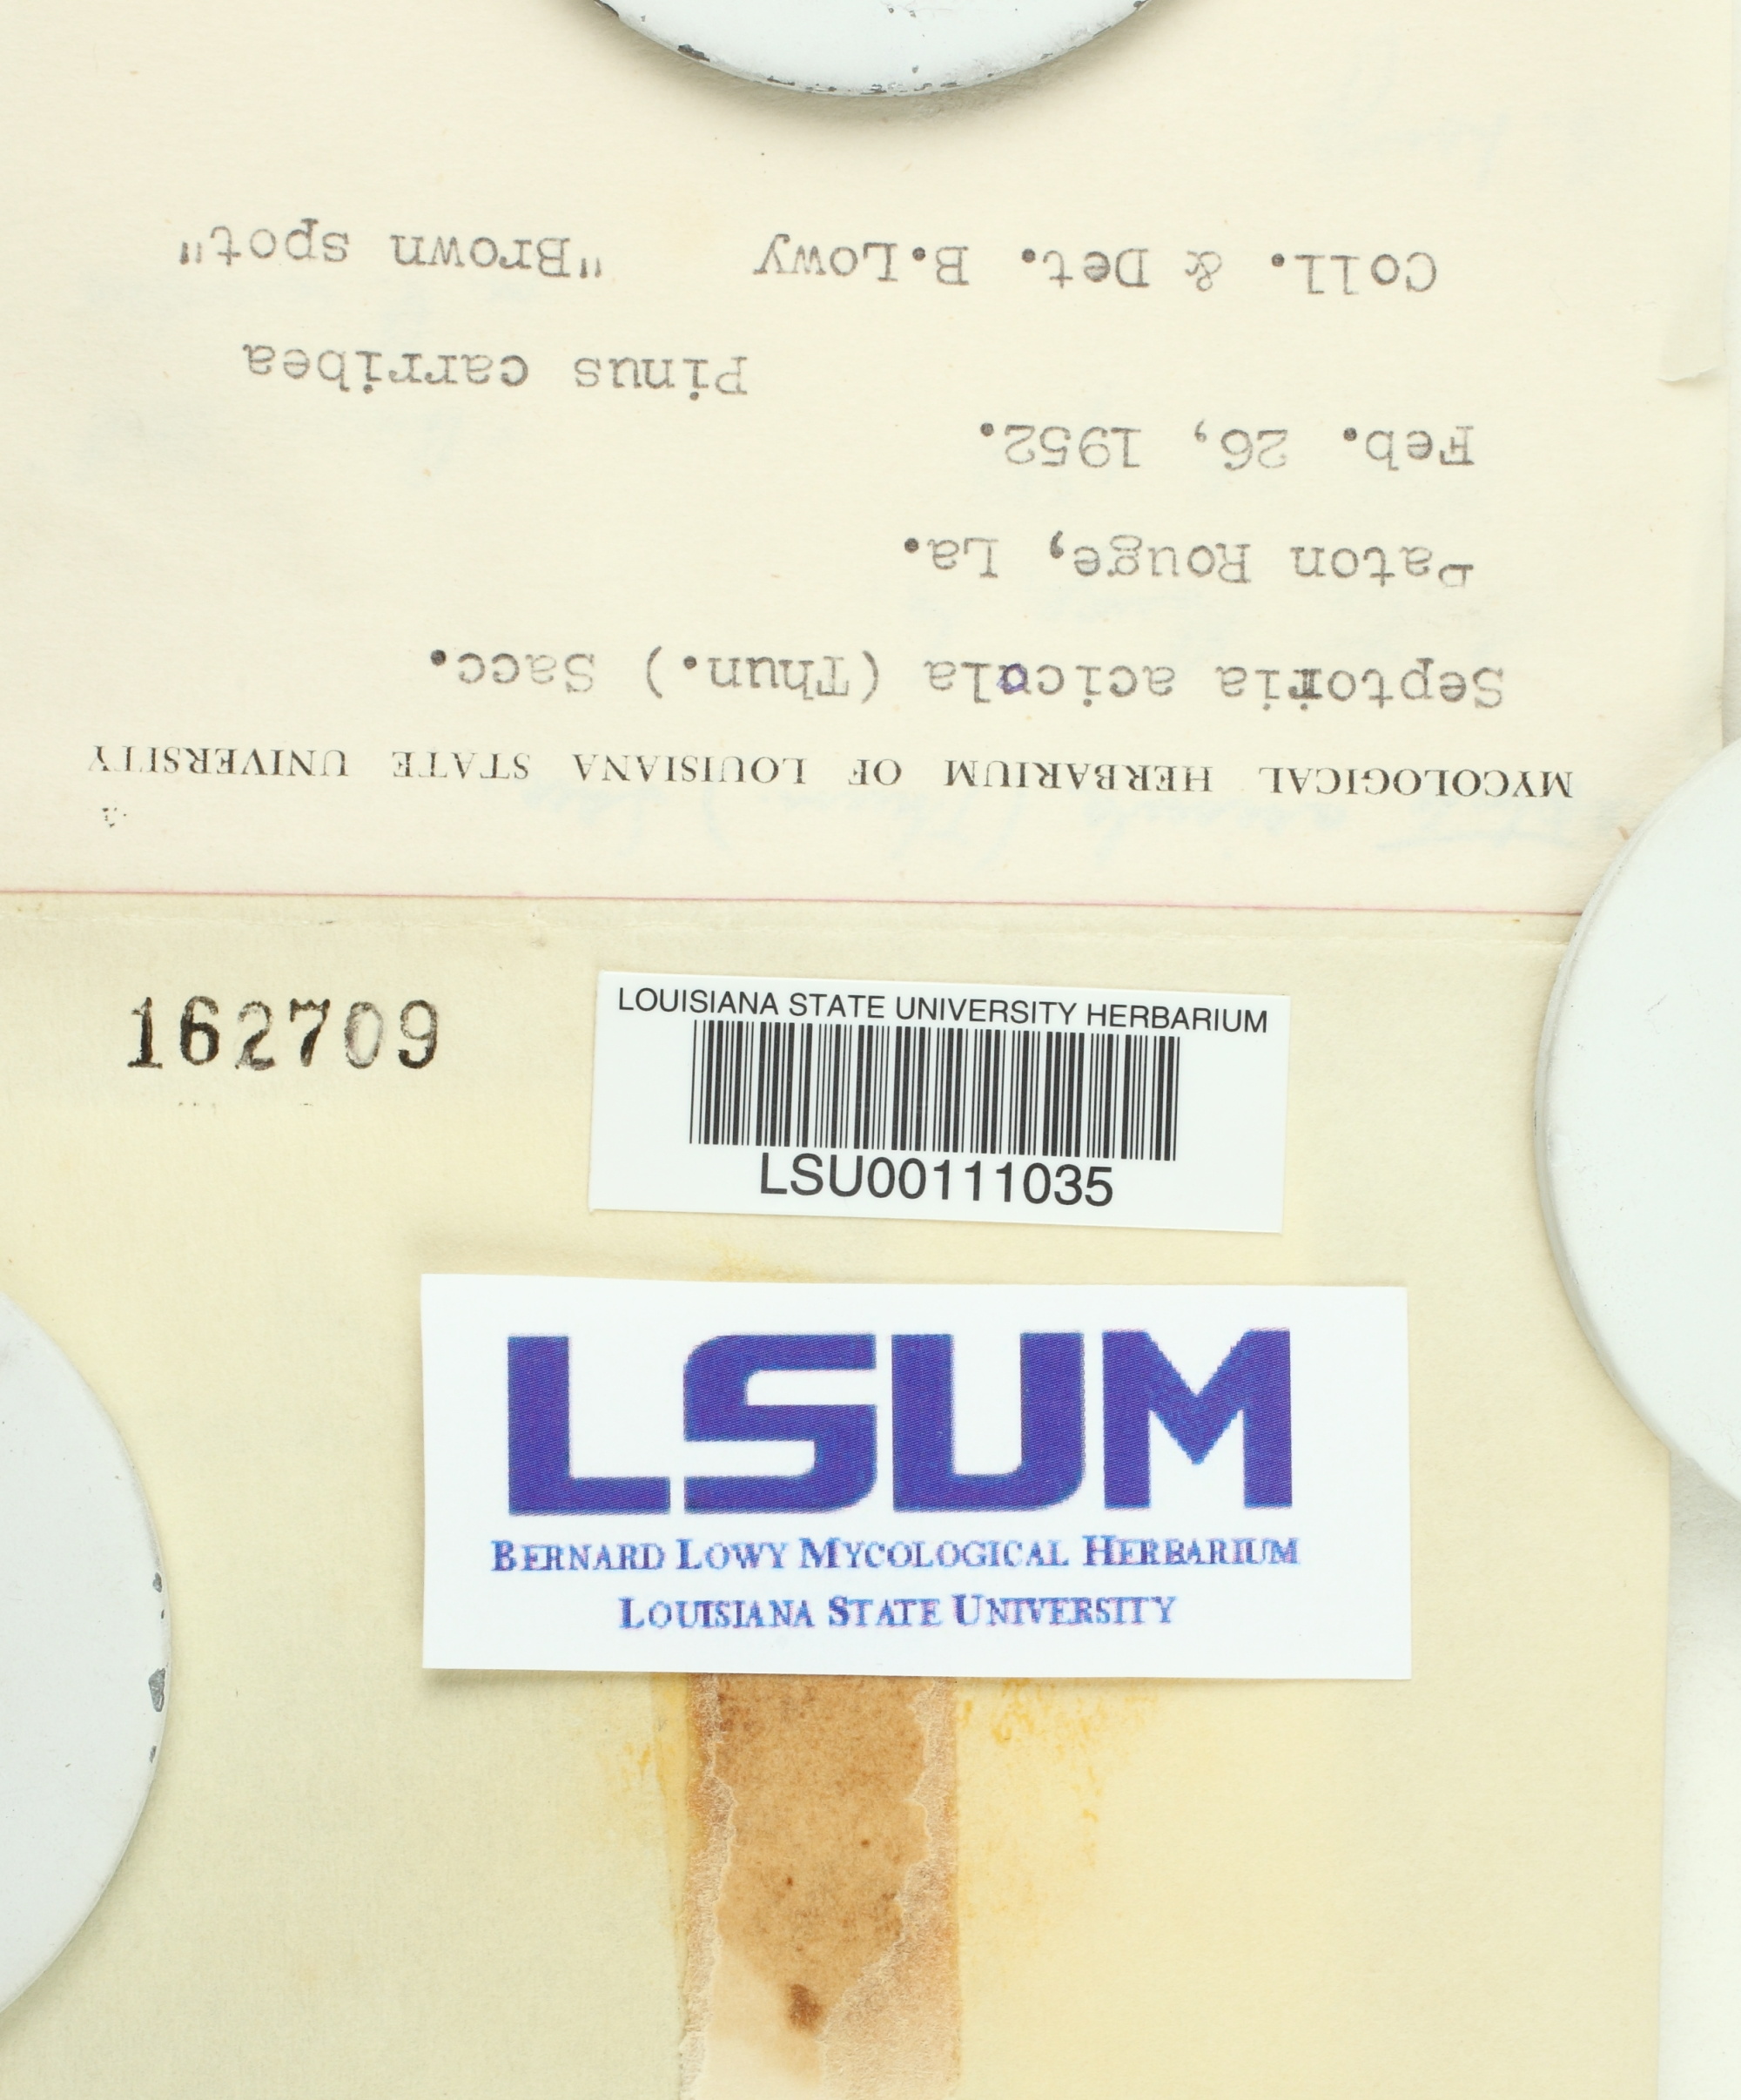 MYCOLOGICAL HERBARIUM OF LOUISIANA STATE UNIVERSITY
Septoria acicola (Thun.) Sacc.
Baton Rouge, La.
Feb. 26, 1952.
Pinus carribea
Coll. & Det. B.Lowy "Brown spot"
162709
LOUISIANA STATE UNIVERSITY HERBARIUM
LSU00111035
LSUM
BERNARD LOWY MYCOLOGICAL HERBARIUM
LOUISIANA STATE UNIVERSITY